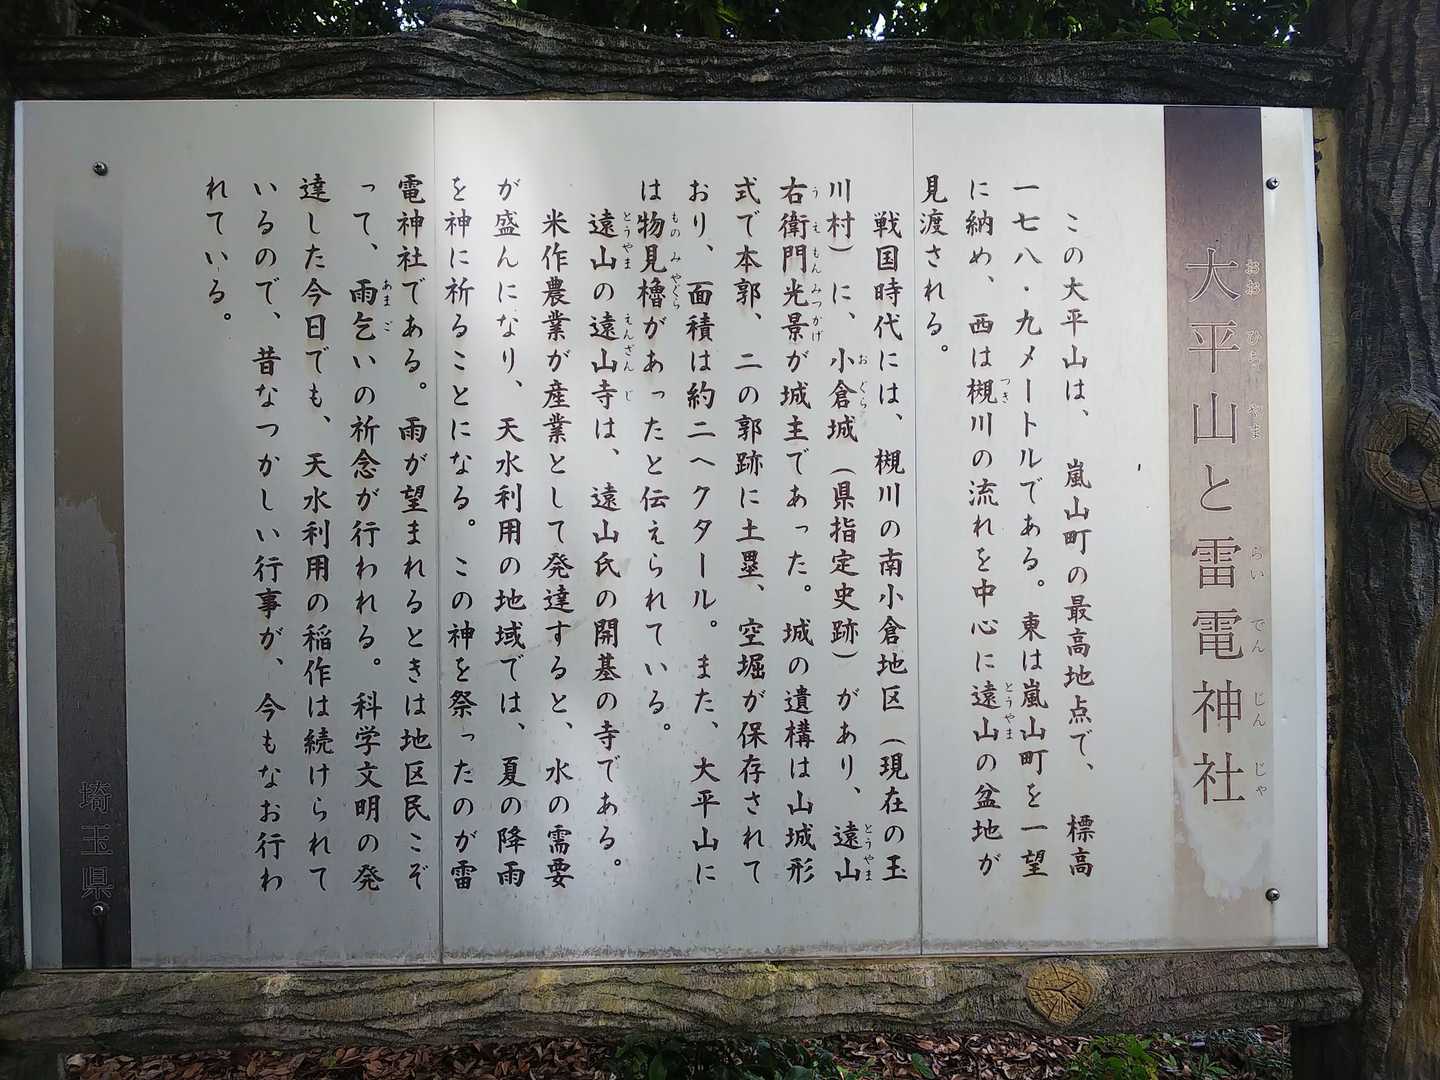 大平山と雷電神社
この大平山は、嵐山町の最高地点で、標高
一七八・九メートルである。東は嵐山町を一望
に納め、西は槻川の流れを中心に遠山の盆地が
見渡される。
戦国時代には、槻川の南小倉地区（現在の玉
川村）に、小倉城（県指定史跡）があり、遠山
右衛門光景が城主であった。城の遺構は山城形
式で本郭、二の郭跡に土塁、空堀が保存されて
おり、面積は約二ヘクタール。また、大平山に
は物見櫓があったと伝えられている。
遠山の遠山寺は、遠山氏の開基の寺である。
米作農業が産業として発達すると、水の需要
が盛んになり、天水利用の地域では、夏の降雨
を神に祈ることになる。この神を祭ったのが雷
電神社である。雨が望まれるときは地区民こぞ
って、雨乞いの祈念が行われる。科学文明の発
達した今日でも、天水利用の稲作は続けられて
いるので、昔なつかしい行事が、今もなお行わ
れている。
埼玉県